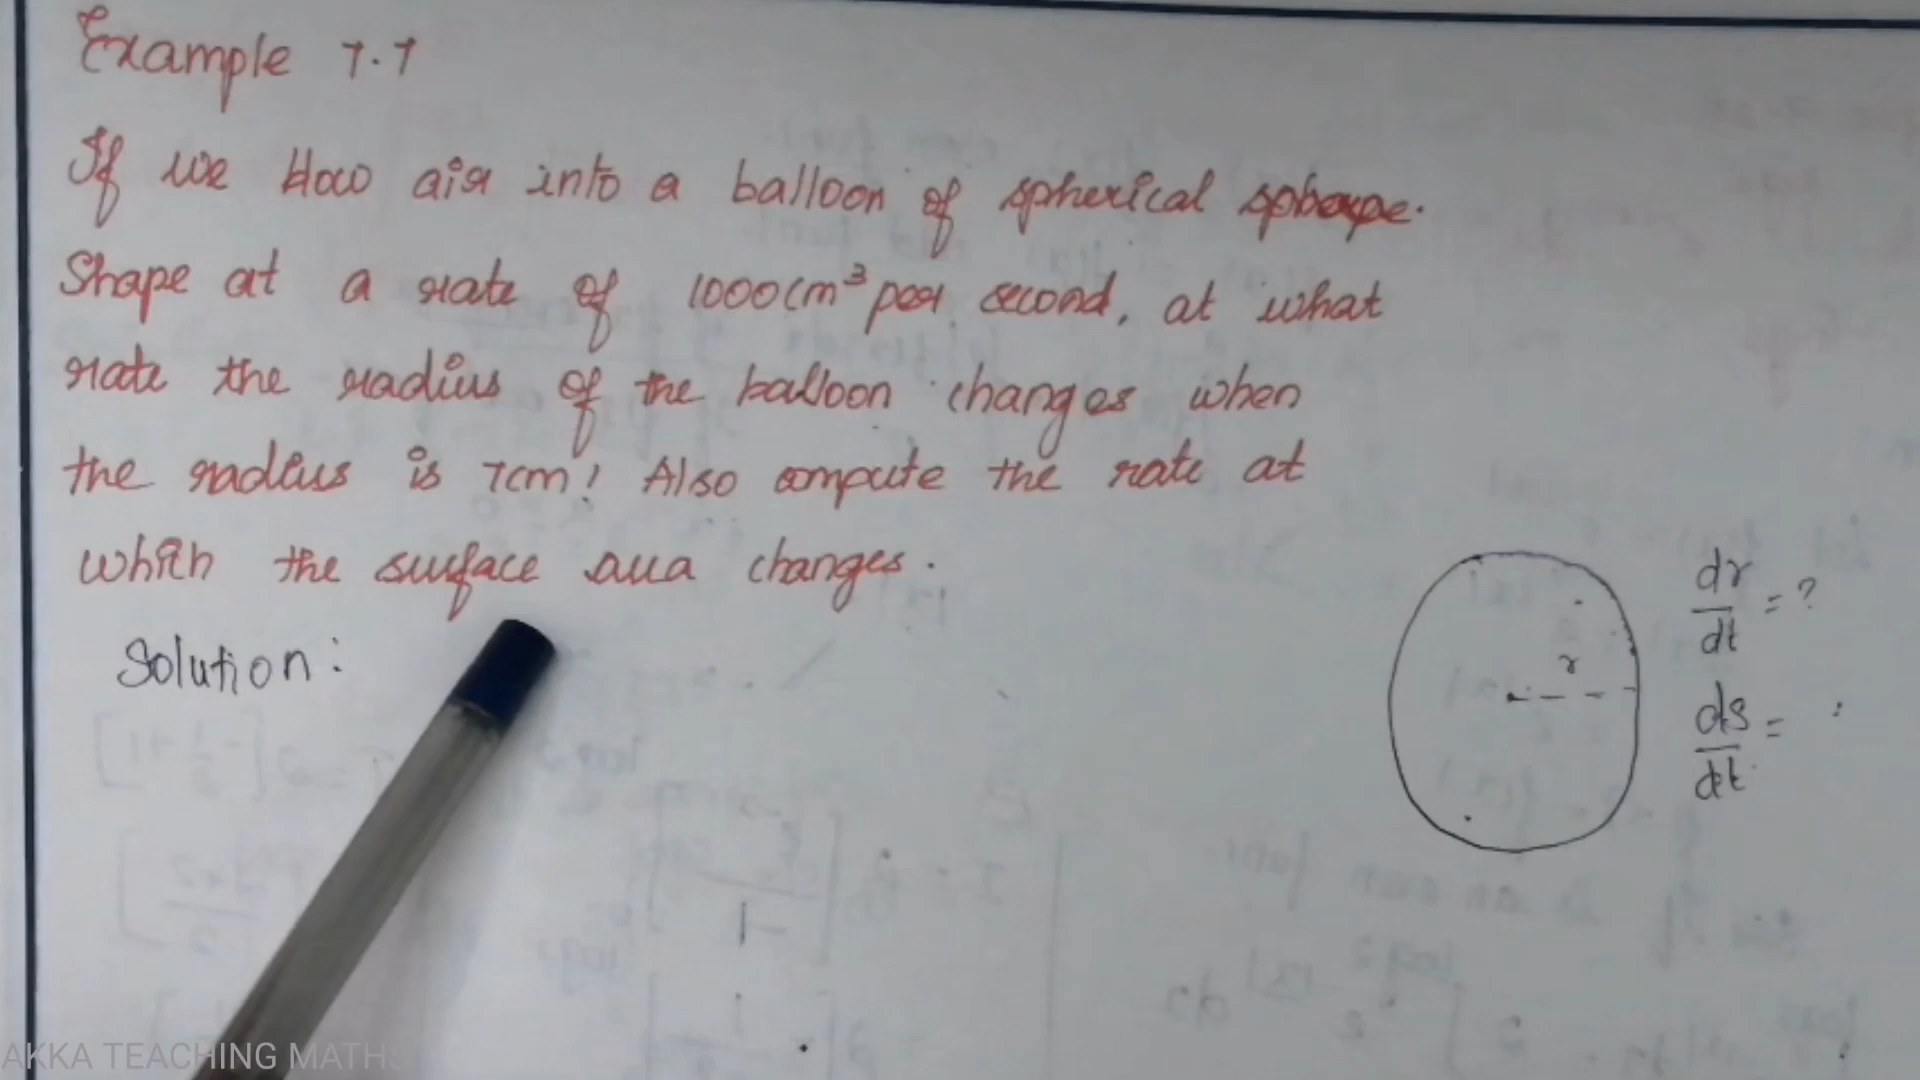 Example 7.7
If we blow air into a balloon of spherical
Shape at a rate of 1000cm³ per second, at what
rate the radius of the balloon changes when
the radius is 7cm? Also compute the rate at
which the surface area changes.
Solution:
r
dr/dt = ?
ds/dt =
AKKA TEACHING MATHS